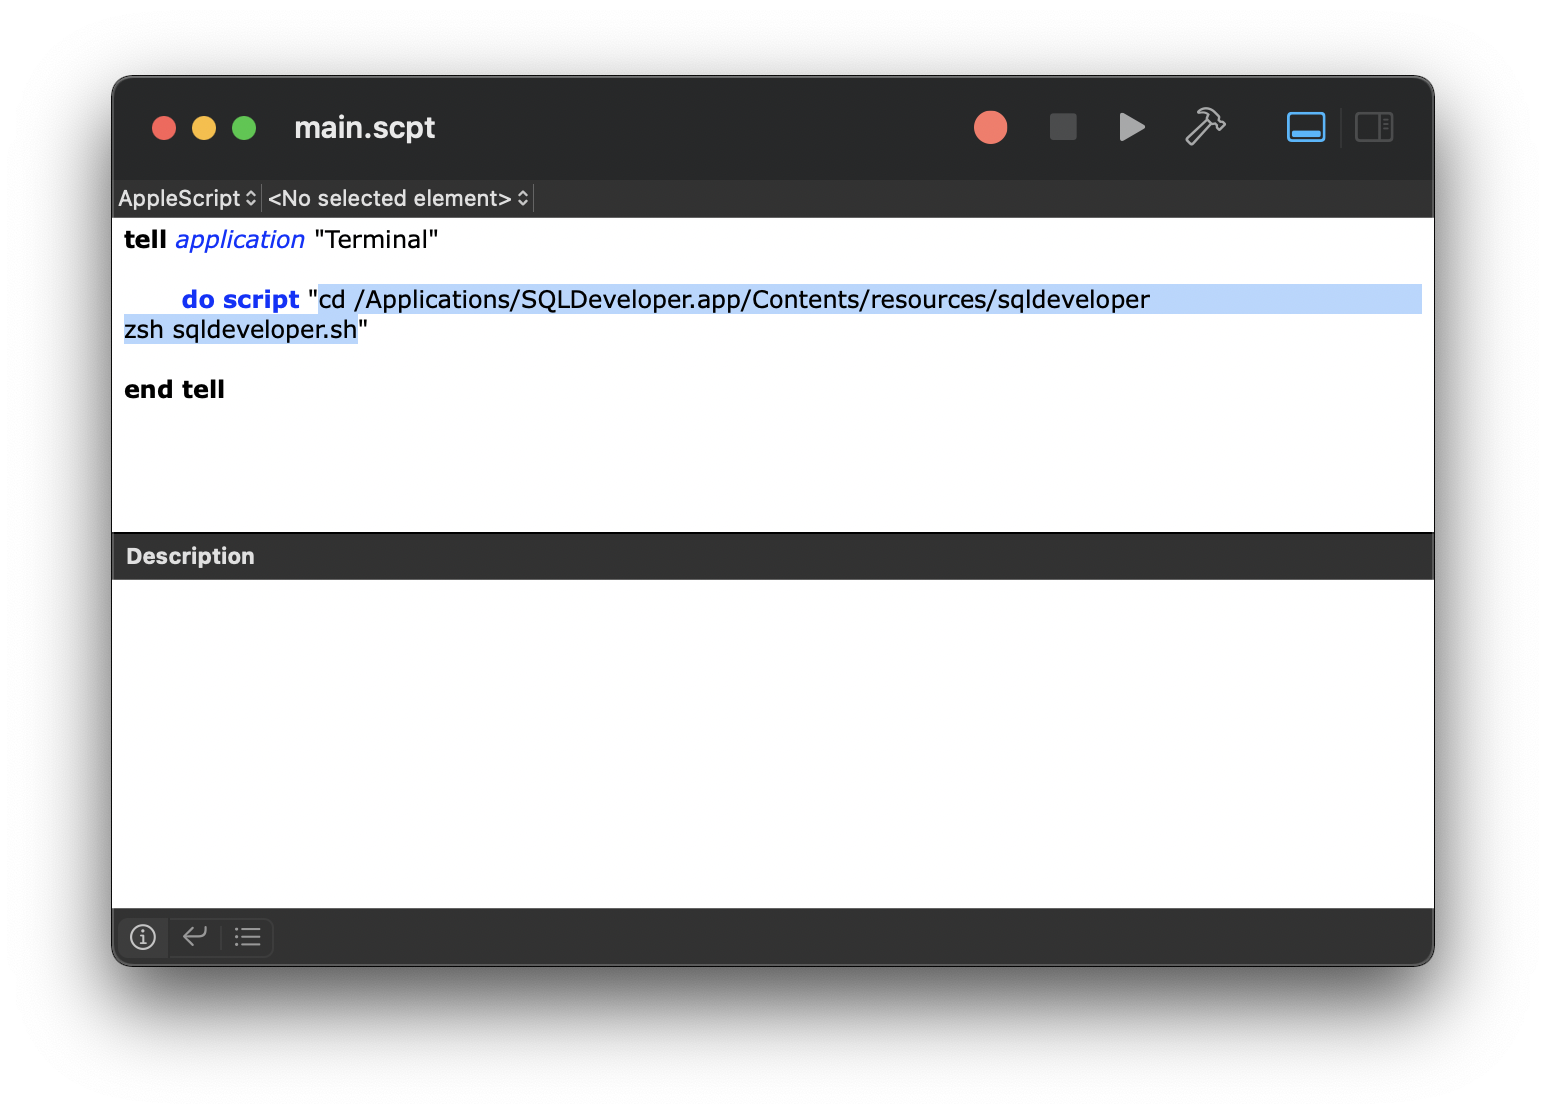 main.scpt
AppleScript <No selected element>
tell application "Terminal"
do script "cd /Applications/SQLDeveloper.app/Contents/resources/sqldeveloper
zsh sqldeveloper.sh"
end tell
Description